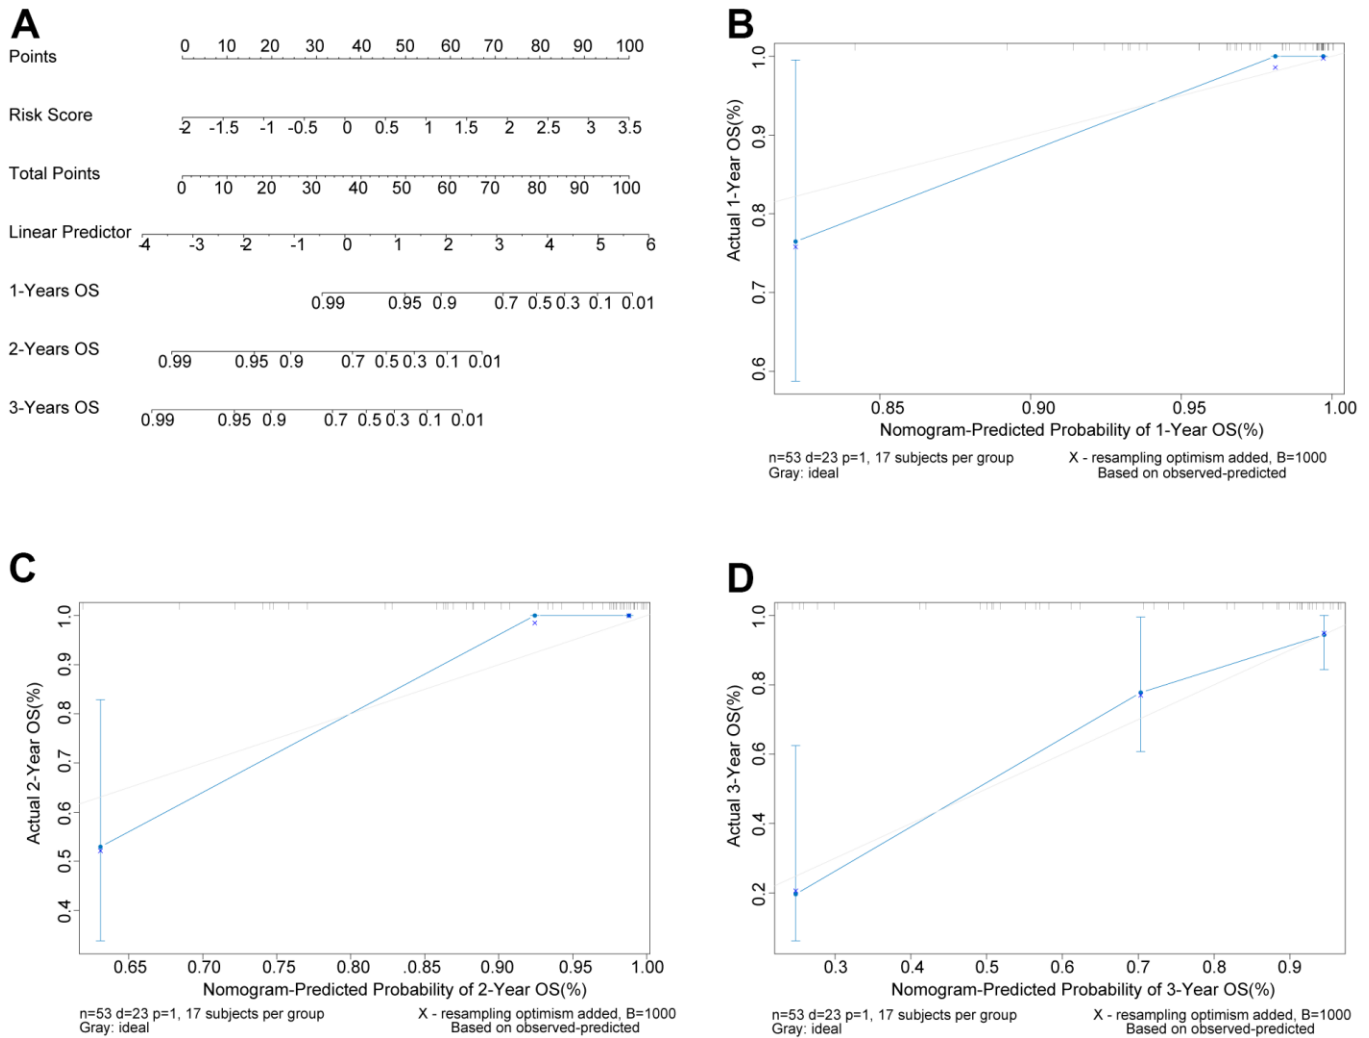 A
Points
0 10 20 30 40 50 60 70 80 90 100
Risk Score
-2 -1.5 -1 -0.5 0 0.5 1 1.5 2 2.5 3 3.5
Total Points
0 10 20 30 40 50 60 70 80 90 100
Linear Predictor
-4 -3 -2 -1 0 1 2 3 4 5 6
1-Years OS
0.99 0.95 0.9 0.7 0.5 0.3 0.1 0.01
2-Years OS
0.99 0.95 0.9 0.7 0.5 0.3 0.1 0.01
3-Years OS
0.99 0.95 0.9 0.7 0.5 0.3 0.1 0.01
B
Actual 1-Year OS(%)
1.0
0.9
0.8
0.7
0.6
0.85 0.90 0.95 1.00
Nomogram-Predicted Probability of 1-Year OS(%)
n=53 d=23 p=1, 17 subjects per group
Gray: ideal
X - resampling optimism added, B=1000
Based on observed-predicted
C
Actual 2-Year OS(%)
1.0
0.9
0.8
0.7
0.6
0.5
0.4
0.65 0.70 0.75 0.80 .0.85 0.90 0.95 1.00
Nomogram-Predicted Probability of 2-Year OS(%)
n=53 d=23 p=1, 17 subjects per group
Gray: ideal
X - resampling optimism added, B=1000
Based on observed-predicted
D
Actual 3-Year OS(%)
1.0
0.8
0.6
0.4
0.2
0.3 0.4 0.5 0.6 0.7 0.8 0.9
Nomogram-Predicted Probability of 3-Year OS(%)
n=53 d=23 p=1, 17 subjects per group
Gray: ideal
X - resampling optimism added, B=1000
Based on observed-predicted